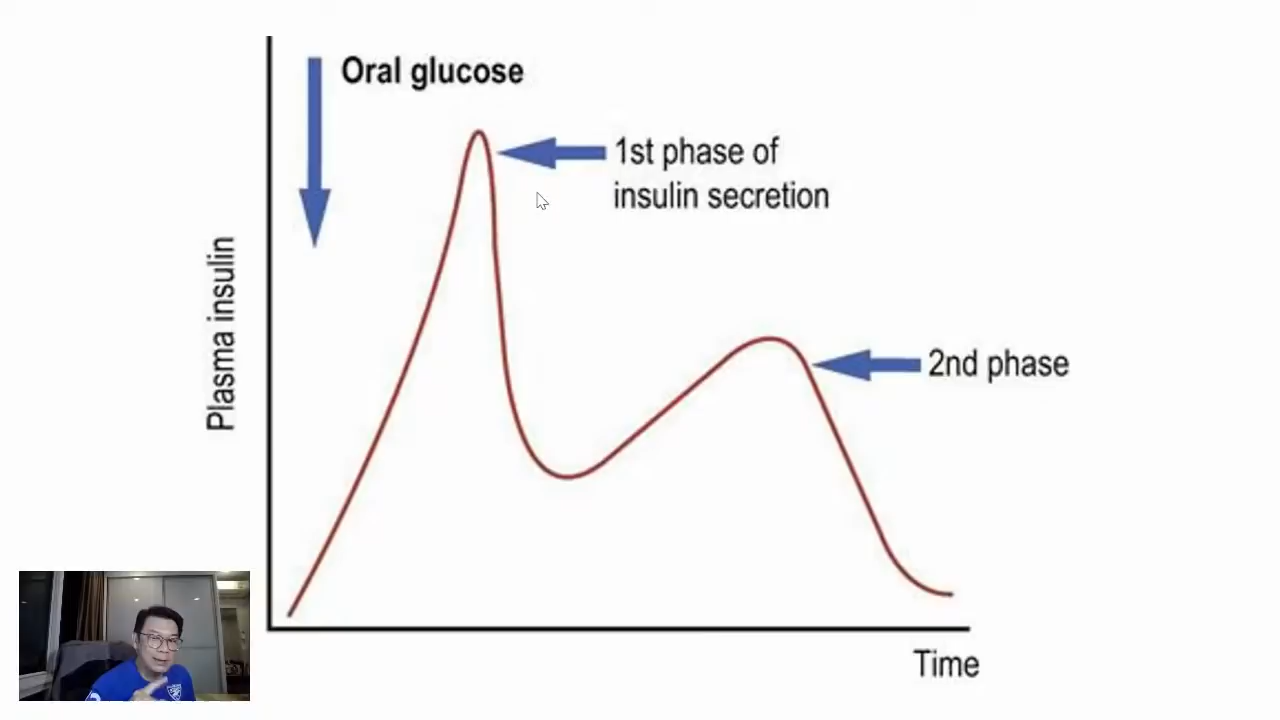 Oral glucose
1st phase of
insulin secretion
Plasma insulin
2nd phase
Time